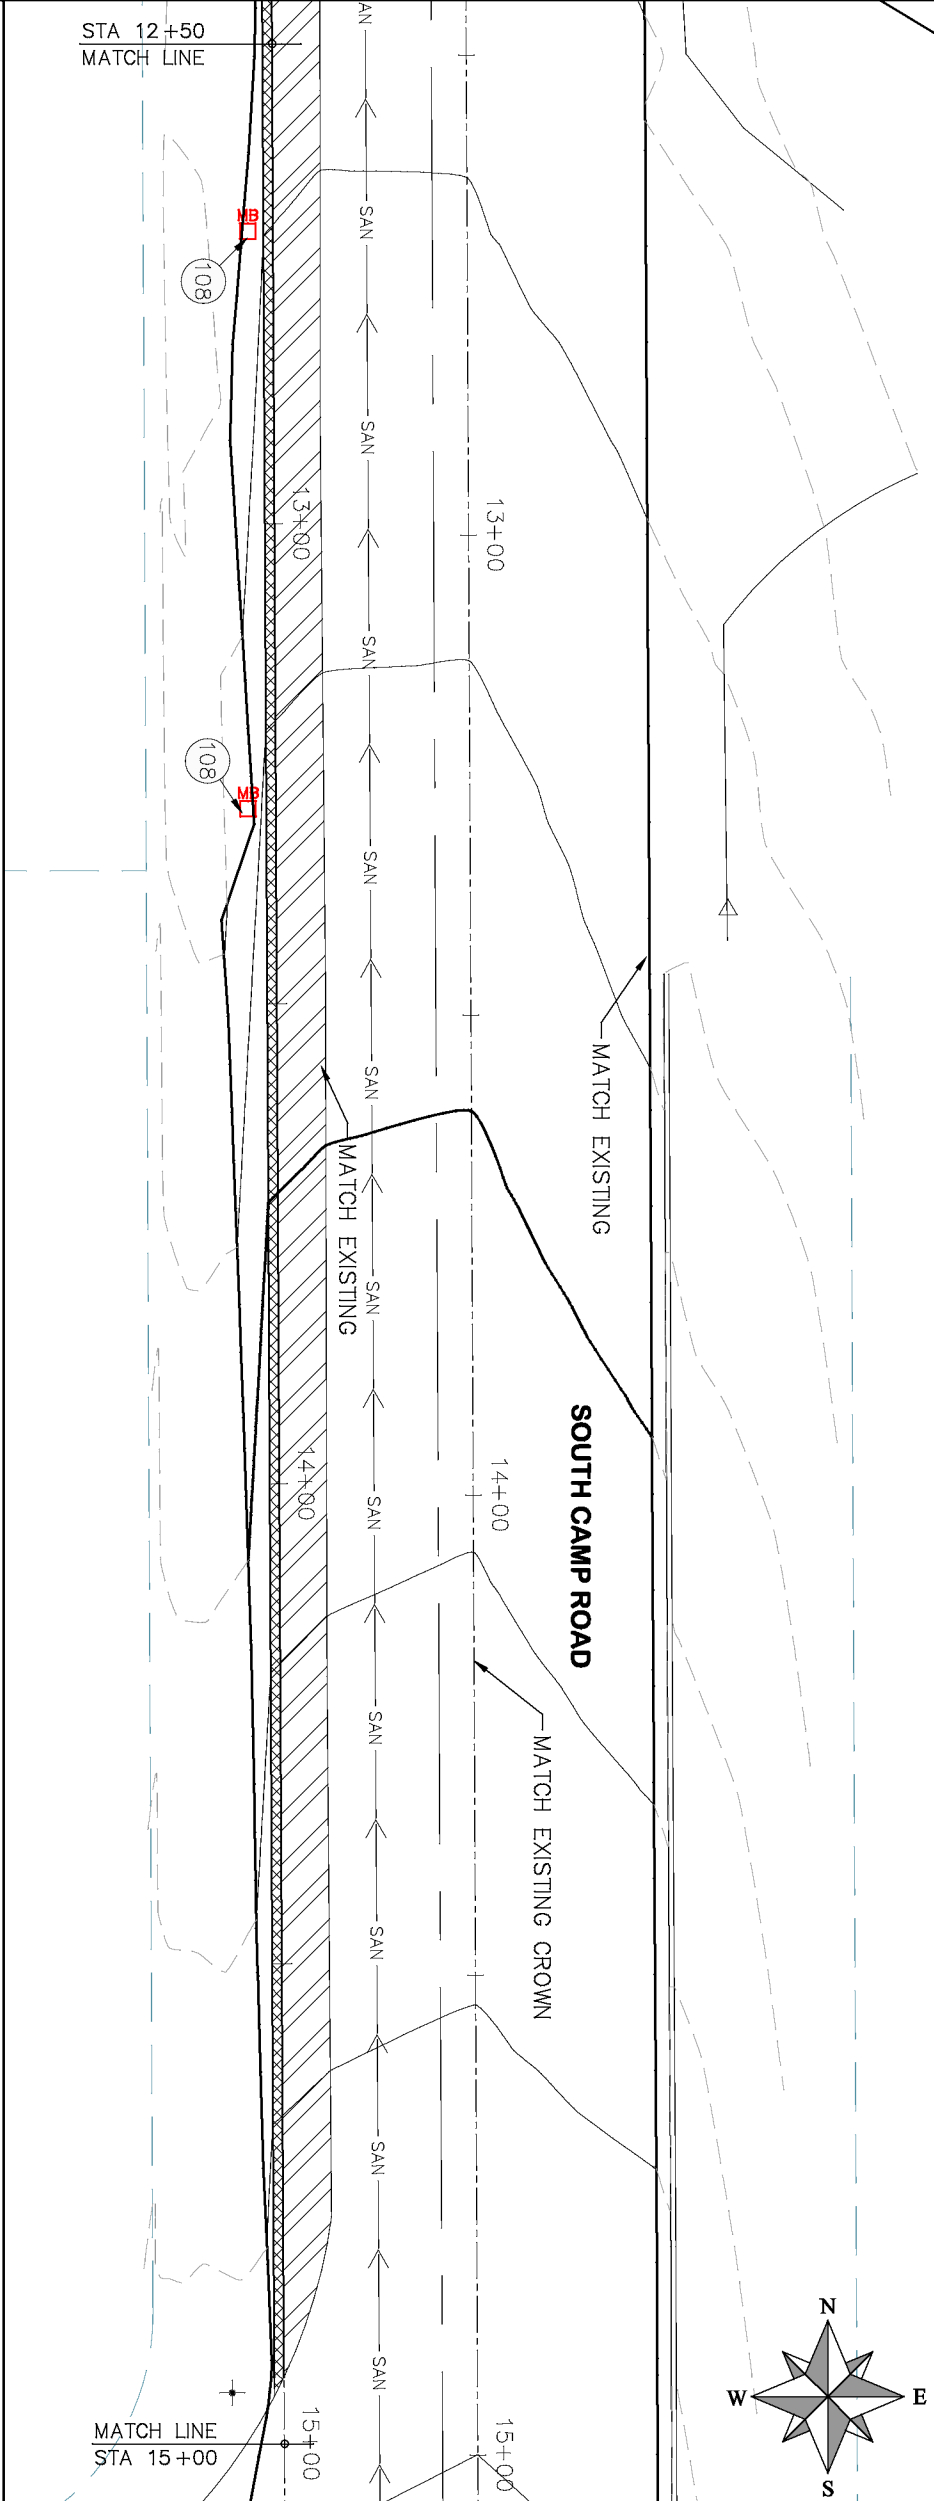 STA 12+50
MATCH LINE
SAN
MB
108
SAN
SAN
13+00
13+00
SAN
MB
108
SAN
SAN
MATCH EXISTING
MATCH EXISTING
SAN
SOUTH CAMP ROAD
14+00
14+00
SAN
SAN
MATCH EXISTING CROWN
SAN
SAN
SAN
N
W
E
S
MATCH LINE
STA 15+00
15+00
15+00